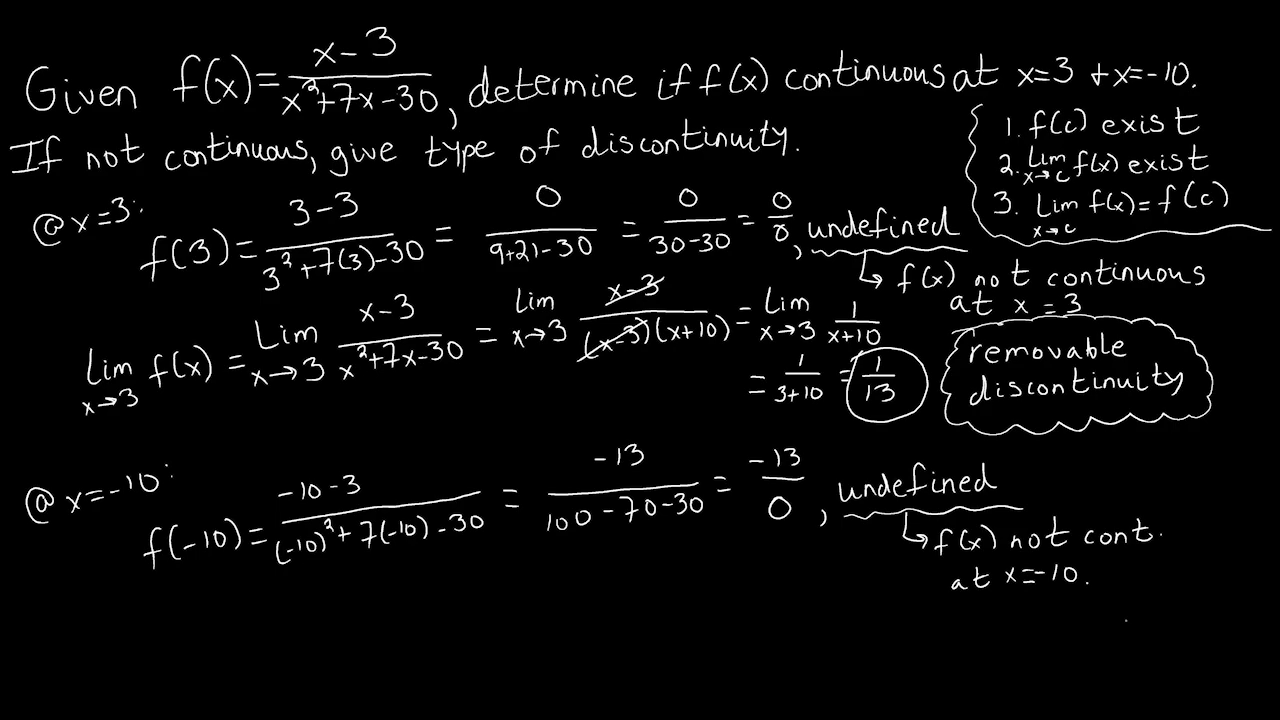 Given f(x) = (x-3)/(x²+7x-30), determine if f(x) continuous at x=3 + x=-10.
If not continuous, give type of discontinuity.
1. f(c) exist
2. Lim x→c f(x) exist
3. Lim x→c f(x) = f(c)
@ x=3:
f(3) = (3-3)/(3²+7(3)-30) = 0/(9+21-30) = 0/(30-30) = 0/0, undefined
↳ f(x) not continuous
at x=3
Lim x→3 f(x) = Lim x→3 (x-3)/(x²+7x-30) = Lim x→3 (x-3)/((x-3)(x+10)) = Lim x→3 1/(x+10)
= 1/(3+10) = 1/13
removable
discontinuity
@ x=-10:
f(-10) = (-10-3)/((-10)²+7(-10)-30) = -13/(100-70-30) = -13/0, undefined
↳ f(x) not cont.
at x=-10.